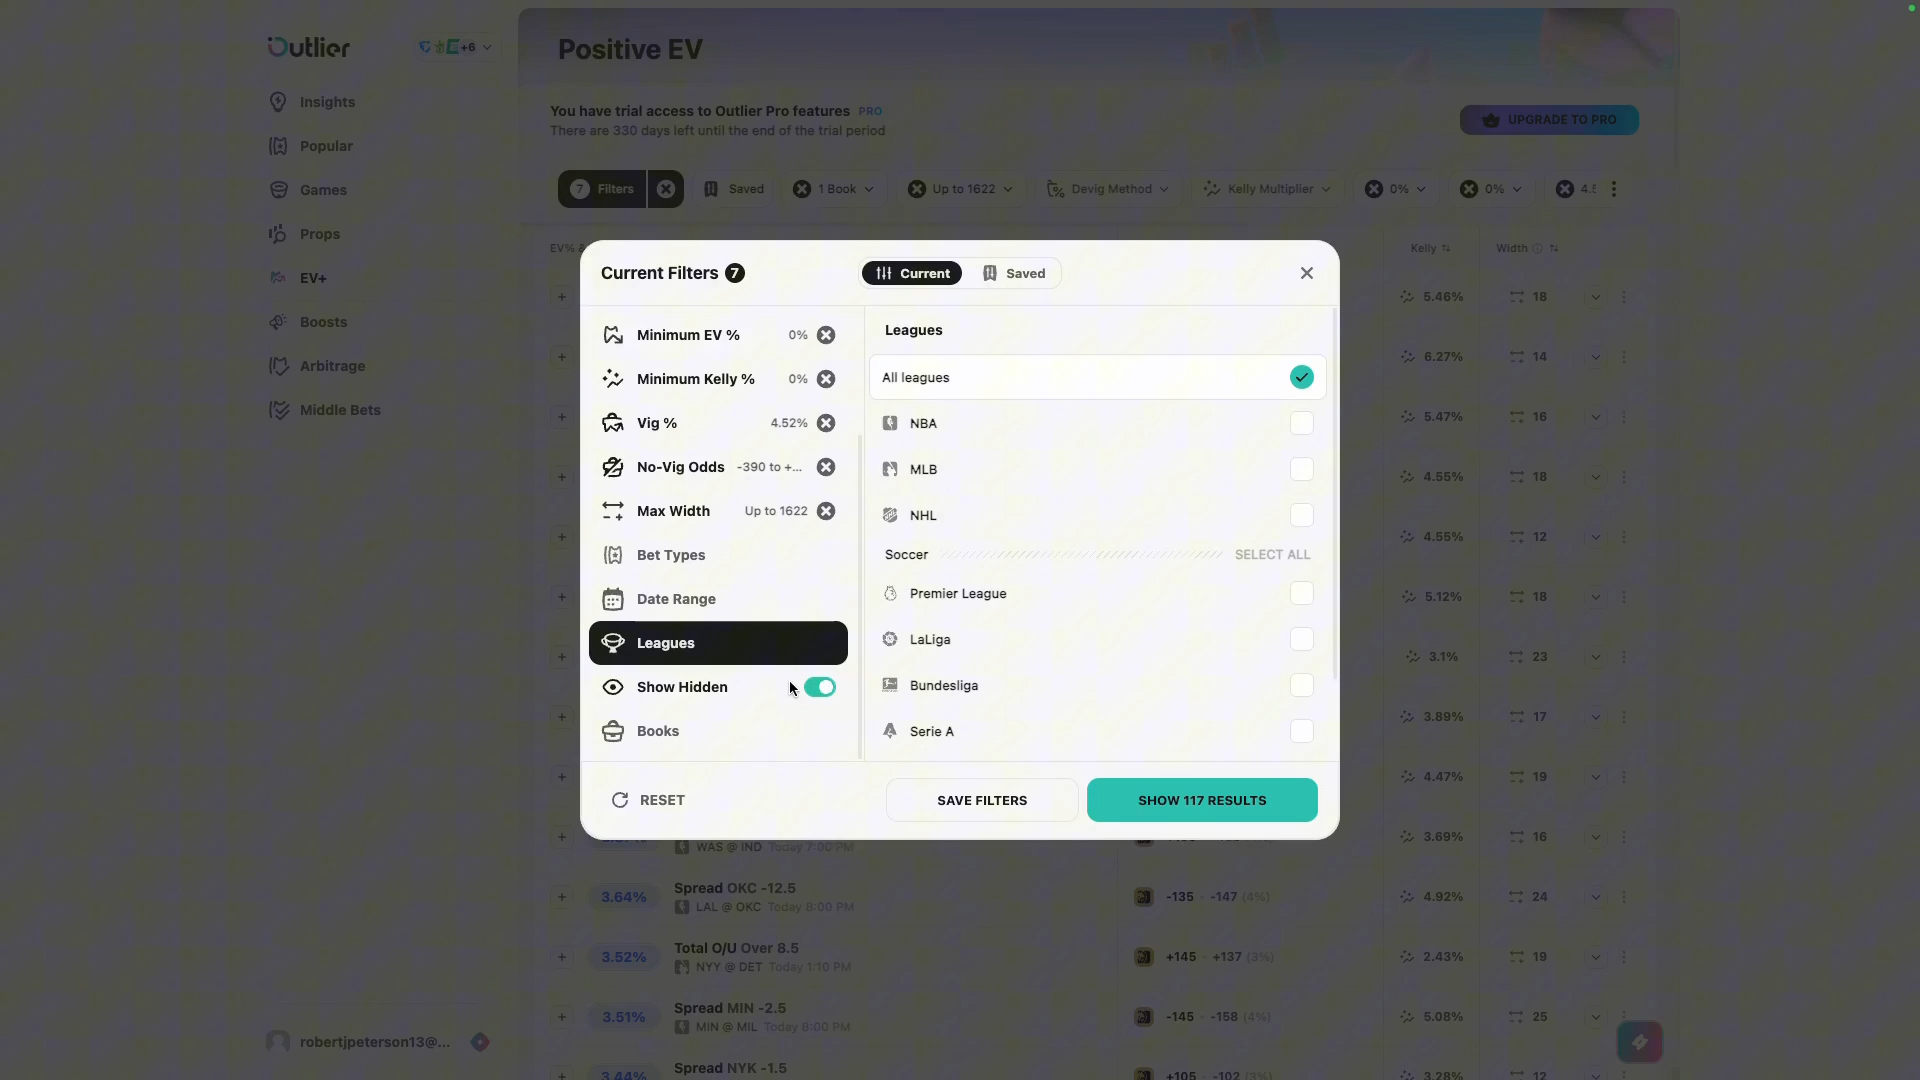 Outlier
+6
Positive EV
Insights
Popular
Games
Props
EV+
Boosts
Arbitrage
Middle Bets
You have trial access to Outlier Pro features PRO
There are 330 days left until the end of the trial period
UPGRADE TO PRO
7 Filters
Saved
1 Book
Up to 1622
Devig Method
Kelly Multiplier
0%
0%
EV%
Kelly
Width
Current Filters 7
Current
Saved
Minimum EV % 0%
Minimum Kelly % 0%
Vig % 4.52%
No-Vig Odds -390 to +...
Max Width Up to 1622
Bet Types
Date Range
Leagues
Show Hidden
Books
Leagues
All leagues
NBA
MLB
NHL
Soccer SELECT ALL
Premier League
LaLiga
Bundesliga
Serie A
RESET
SAVE FILTERS
SHOW 117 RESULTS
5.46% 18
6.27% 14
5.47% 16
4.55% 18
4.55% 12
5.12% 18
3.1% 23
3.89% 17
4.47% 19
3.69% 16
WAS @ IND Today 7:00 PM
3.64%
Spread OKC -12.5
LAL @ OKC Today 8:00 PM
-135 · -147 (4%)
4.92% 24
3.52%
Total O/U Over 8.5
NYY @ DET Today 1:10 PM
+145 · +137 (3%)
2.43% 19
3.51%
Spread MIN -2.5
MIN @ MIL Today 8:00 PM
-145 · -158 (4%)
5.08% 25
3.44%
Spread NYK -1.5
+105 · -102 (3%)
3.28% 12
robertjpeterson13@...